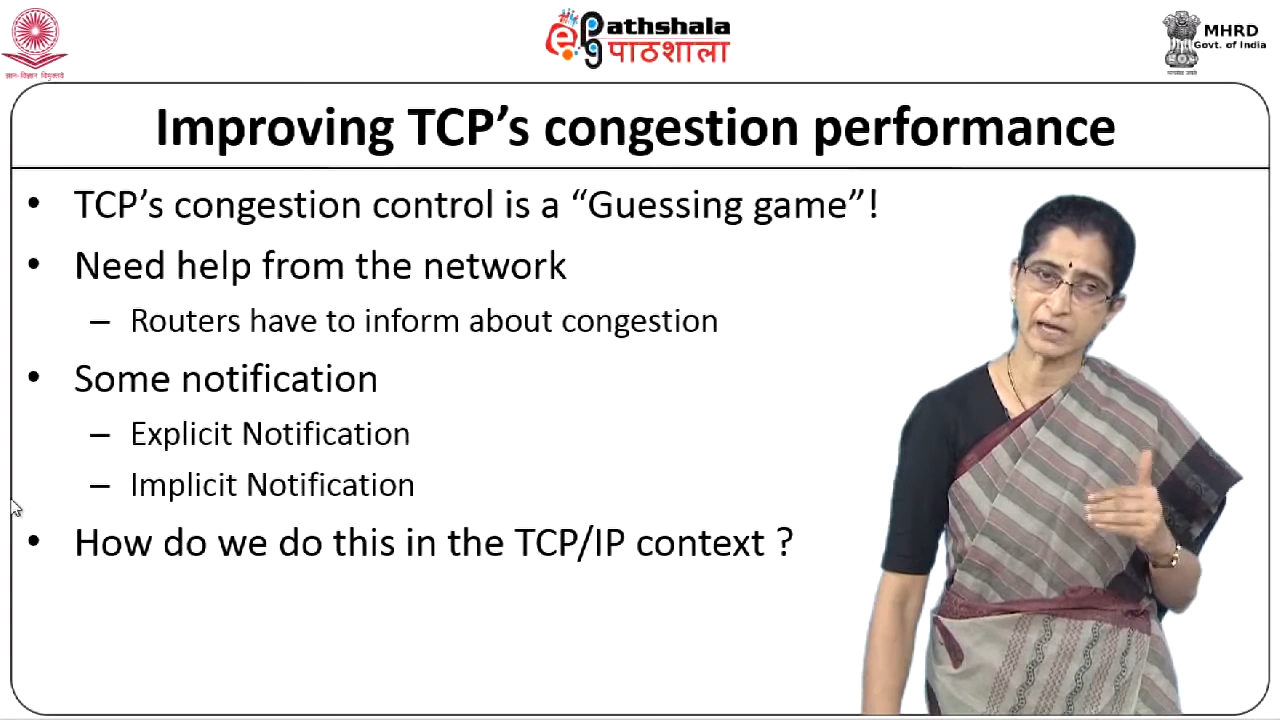 ज्ञान-विज्ञान विमुक्तये
ePG Pathshala
पाठशाला
MHRD
Govt. of India
Improving TCP’s congestion performance
• TCP’s congestion control is a “Guessing game”!
• Need help from the network
– Routers have to inform about congestion
• Some notification
– Explicit Notification
– Implicit Notification
• How do we do this in the TCP/IP context ?